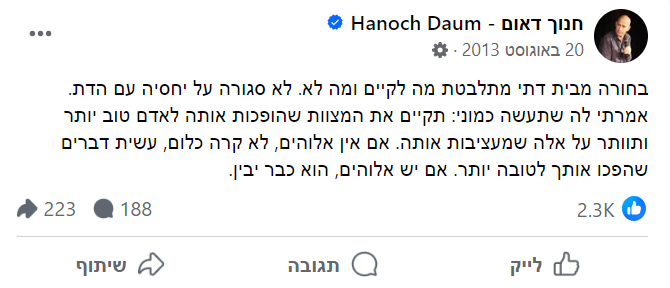 חנוך דאום - Hanoch Daum
20 באוגוסט 2013 ·
בחורה מבית דתי מתלבטת מה לקיים ומה לא. לא סגורה על יחסיה עם הדת.
אמרתי לה שתעשה כמוני: תקיים את המצוות שהופכות אותה לאדם טוב יותר
ותוותר על אלה שמעציבות אותה. אם אין אלוהים, לא קרה כלום, עשית דברים
שהפכו אותך לטובה יותר. אם יש אלוהים, הוא כבר יבין.
2.3K 188 223
לייק תגובה שיתוף